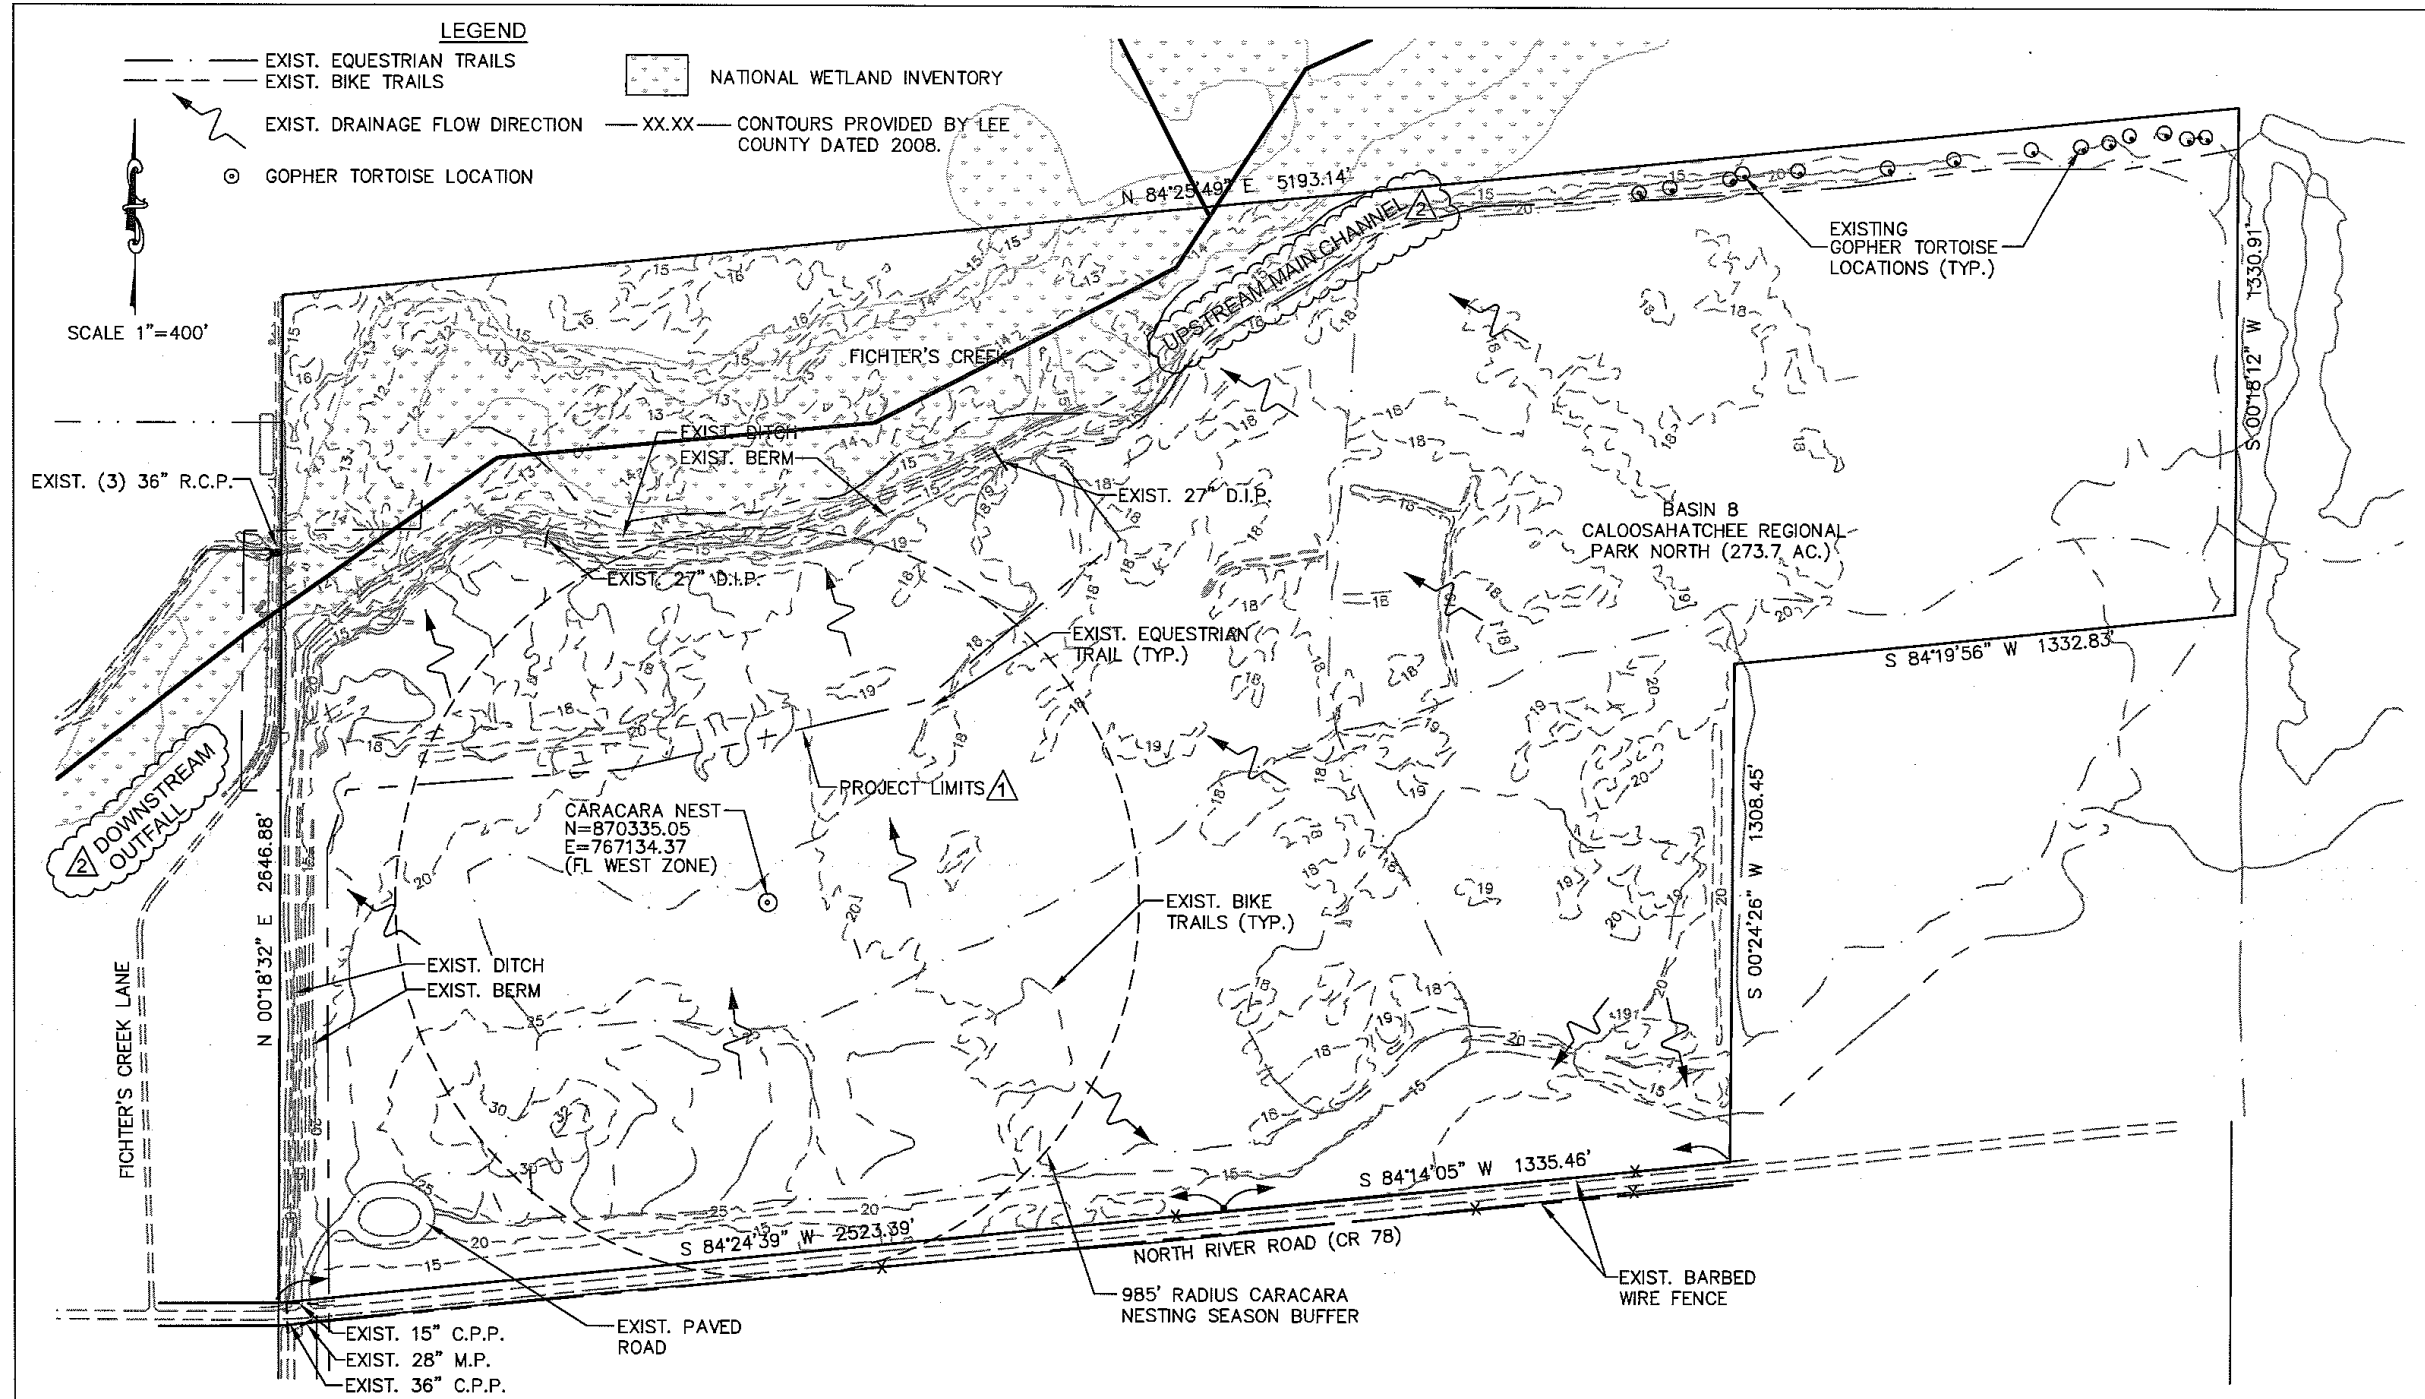 LEGEND
EXIST. EQUESTRIAN TRAILS
EXIST. BIKE TRAILS
EXIST. DRAINAGE FLOW DIRECTION
GOPHER TORTOISE LOCATION
NATIONAL WETLAND INVENTORY
XX.XX
CONTOURS PROVIDED BY LEE
COUNTY DATED 2008.
SCALE 1"=400'
N 84°25'49" E 5193.14'
UPSTREAM MAIN CHANNEL 2
EXISTING
GOPHER TORTOISE
LOCATIONS (TYP.)
S 00°18'12" W 1330.91'
FICHTER'S CREEK
EXIST. DITCH
EXIST. BERM
EXIST. (3) 36" R.C.P.
EXIST. 27" D.I.P.
EXIST. 27" D.I.P.
BASIN 8
CALOOSAHATCHEE REGIONAL
PARK NORTH (273.7 AC.)
EXIST. EQUESTRIAN
TRAIL (TYP.)
S 84°19'56" W 1332.83'
2 DOWNSTREAM
OUTFALL
PROJECT LIMITS 1
CARACARA NEST
N=870335.05
E=767134.37
(FL WEST ZONE)
N 00°18'32" E 2646.88'
S 00°24'26" W 1308.45'
EXIST. BIKE
TRAILS (TYP.)
EXIST. DITCH
EXIST. BERM
FICHTER'S CREEK LANE
S 84°14'05" W 1335.46'
S 84°24'39" W 2523.39'
NORTH RIVER ROAD (CR 78)
985' RADIUS CARACARA
NESTING SEASON BUFFER
EXIST. BARBED
WIRE FENCE
EXIST. PAVED
ROAD
EXIST. 15" C.P.P.
EXIST. 28" M.P.
EXIST. 36" C.P.P.